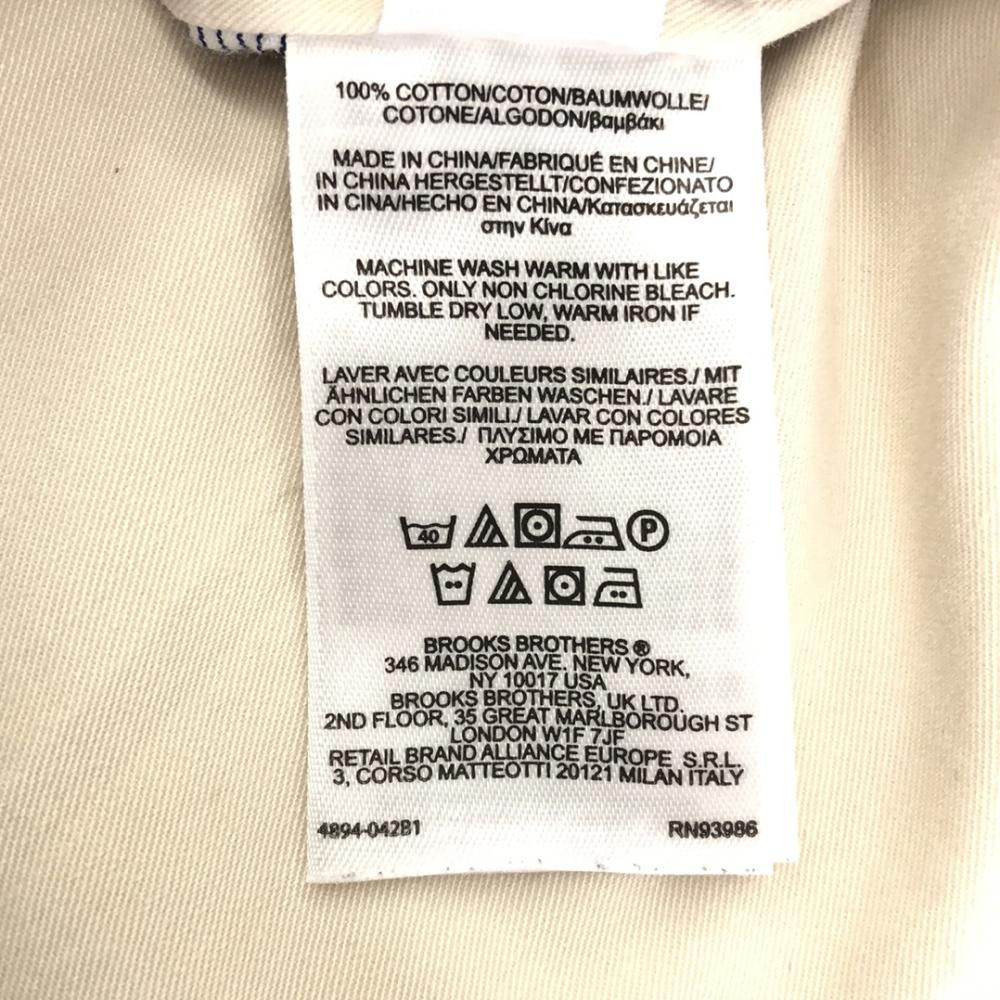 100% COTTON/COTON/BAUMWOLLE/
COTONE/ALGODON/βαμβάκι
MADE IN CHINA/FABRIQUÉ EN CHINE/
IN CHINA HERGESTELLT/CONFEZIONATO
IN CINA/HECHO EN CHINA/Κατασκευάζεται
στην Κίνα
MACHINE WASH WARM WITH LIKE
COLORS. ONLY NON CHLORINE BLEACH.
TUMBLE DRY LOW, WARM IRON IF
NEEDED.
LAVER AVEC COULEURS SIMILAIRES./ MIT
ÄHNLICHEN FARBEN WASCHEN./ LAVARE
CON COLORI SIMILI./ LAVAR CON COLORES
SIMILARES./ ΠΛΥΣΙΜΟ ΜΕ ΠΑΡΟΜΟΙΑ
ΧΡΩΜΑΤΑ
40 P
BROOKS BROTHERS ®
346 MADISON AVE. NEW YORK,
NY 10017 USA
BROOKS BROTHERS, UK LTD.
2ND FLOOR, 35 GREAT MARLBOROUGH ST
LONDON W1F 7JF
RETAIL BRAND ALLIANCE EUROPE S.R.L.
3, CORSO MATTEOTTI 20121 MILAN ITALY
4894-042B1 RN93986